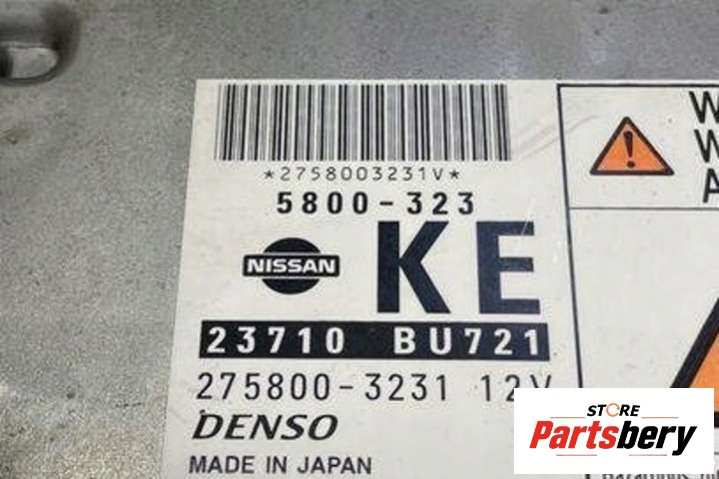 *2758003231V*
5800-323
NISSAN
KE
23710 BU721
275800-3231 12V
DENSO
MADE IN JAPAN
STORE
Partsbery